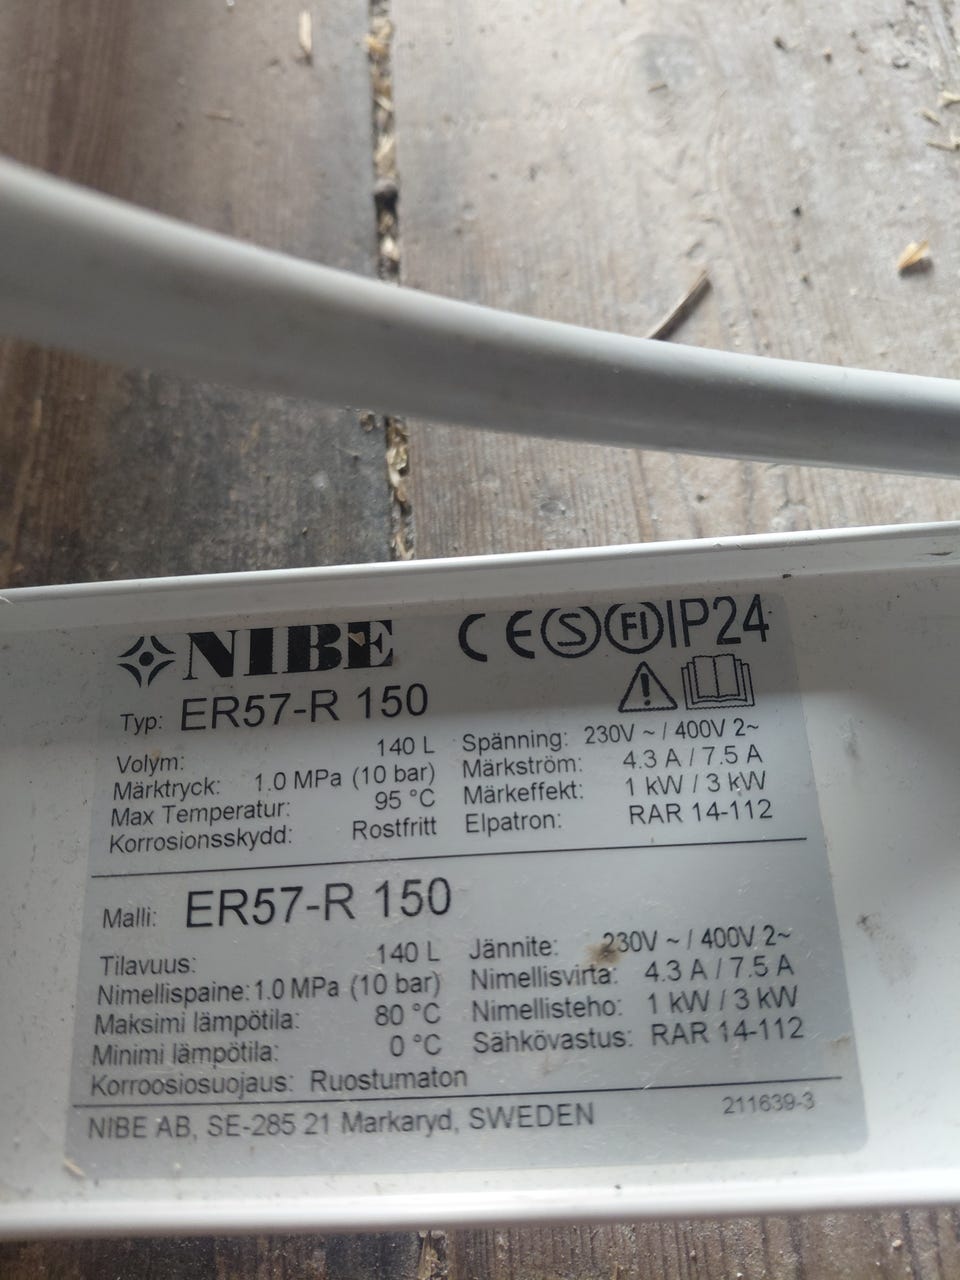 NIBE CE S FI IP24
Typ: ER57-R 150
Volym: 140 L
Märktryck: 1.0 MPa (10 bar)
Max Temperatur: 95 °C
Korrosionsskydd: Rostfritt
Spänning: 230V ~ / 400V 2~
Märkström: 4.3 A / 7.5 A
Märkeffekt: 1 kW / 3 kW
Elpatron: RAR 14-112
Malli: ER57-R 150
Tilavuus: 140 L
Nimellispaine: 1.0 MPa (10 bar)
Maksimi lämpötila: 80 °C
Minimi lämpötila: 0 °C
Korroosiosuojaus: Ruostumaton
Jännite: 230V ~ / 400V 2~
Nimellisvirta: 4.3 A / 7.5 A
Nimellisteho: 1 kW / 3 kW
Sähkövastus: RAR 14-112
NIBE AB, SE-285 21 Markaryd, SWEDEN
211639-3